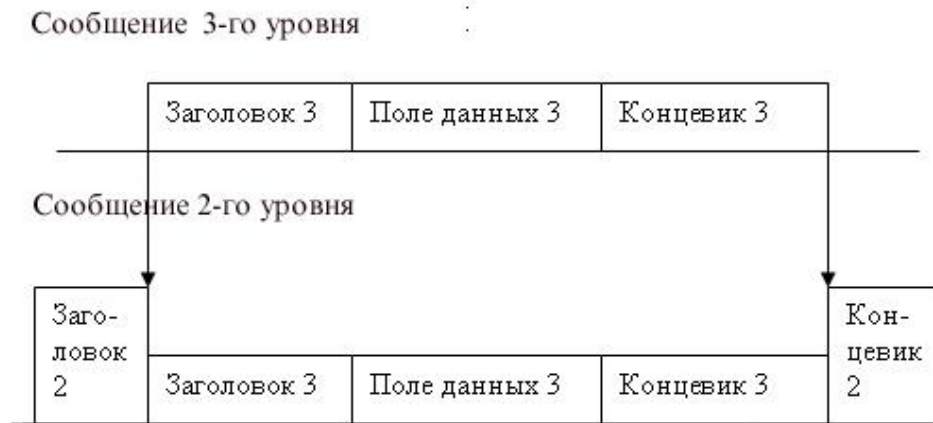 Сообщение 3-го уровня
Заголовок 3 Поле данных 3 Концевик 3
Сообщение 2-го уровня
Заго-
ловок
2
Заголовок 3 Поле данных 3 Концевик 3
Кон-
цевик
2